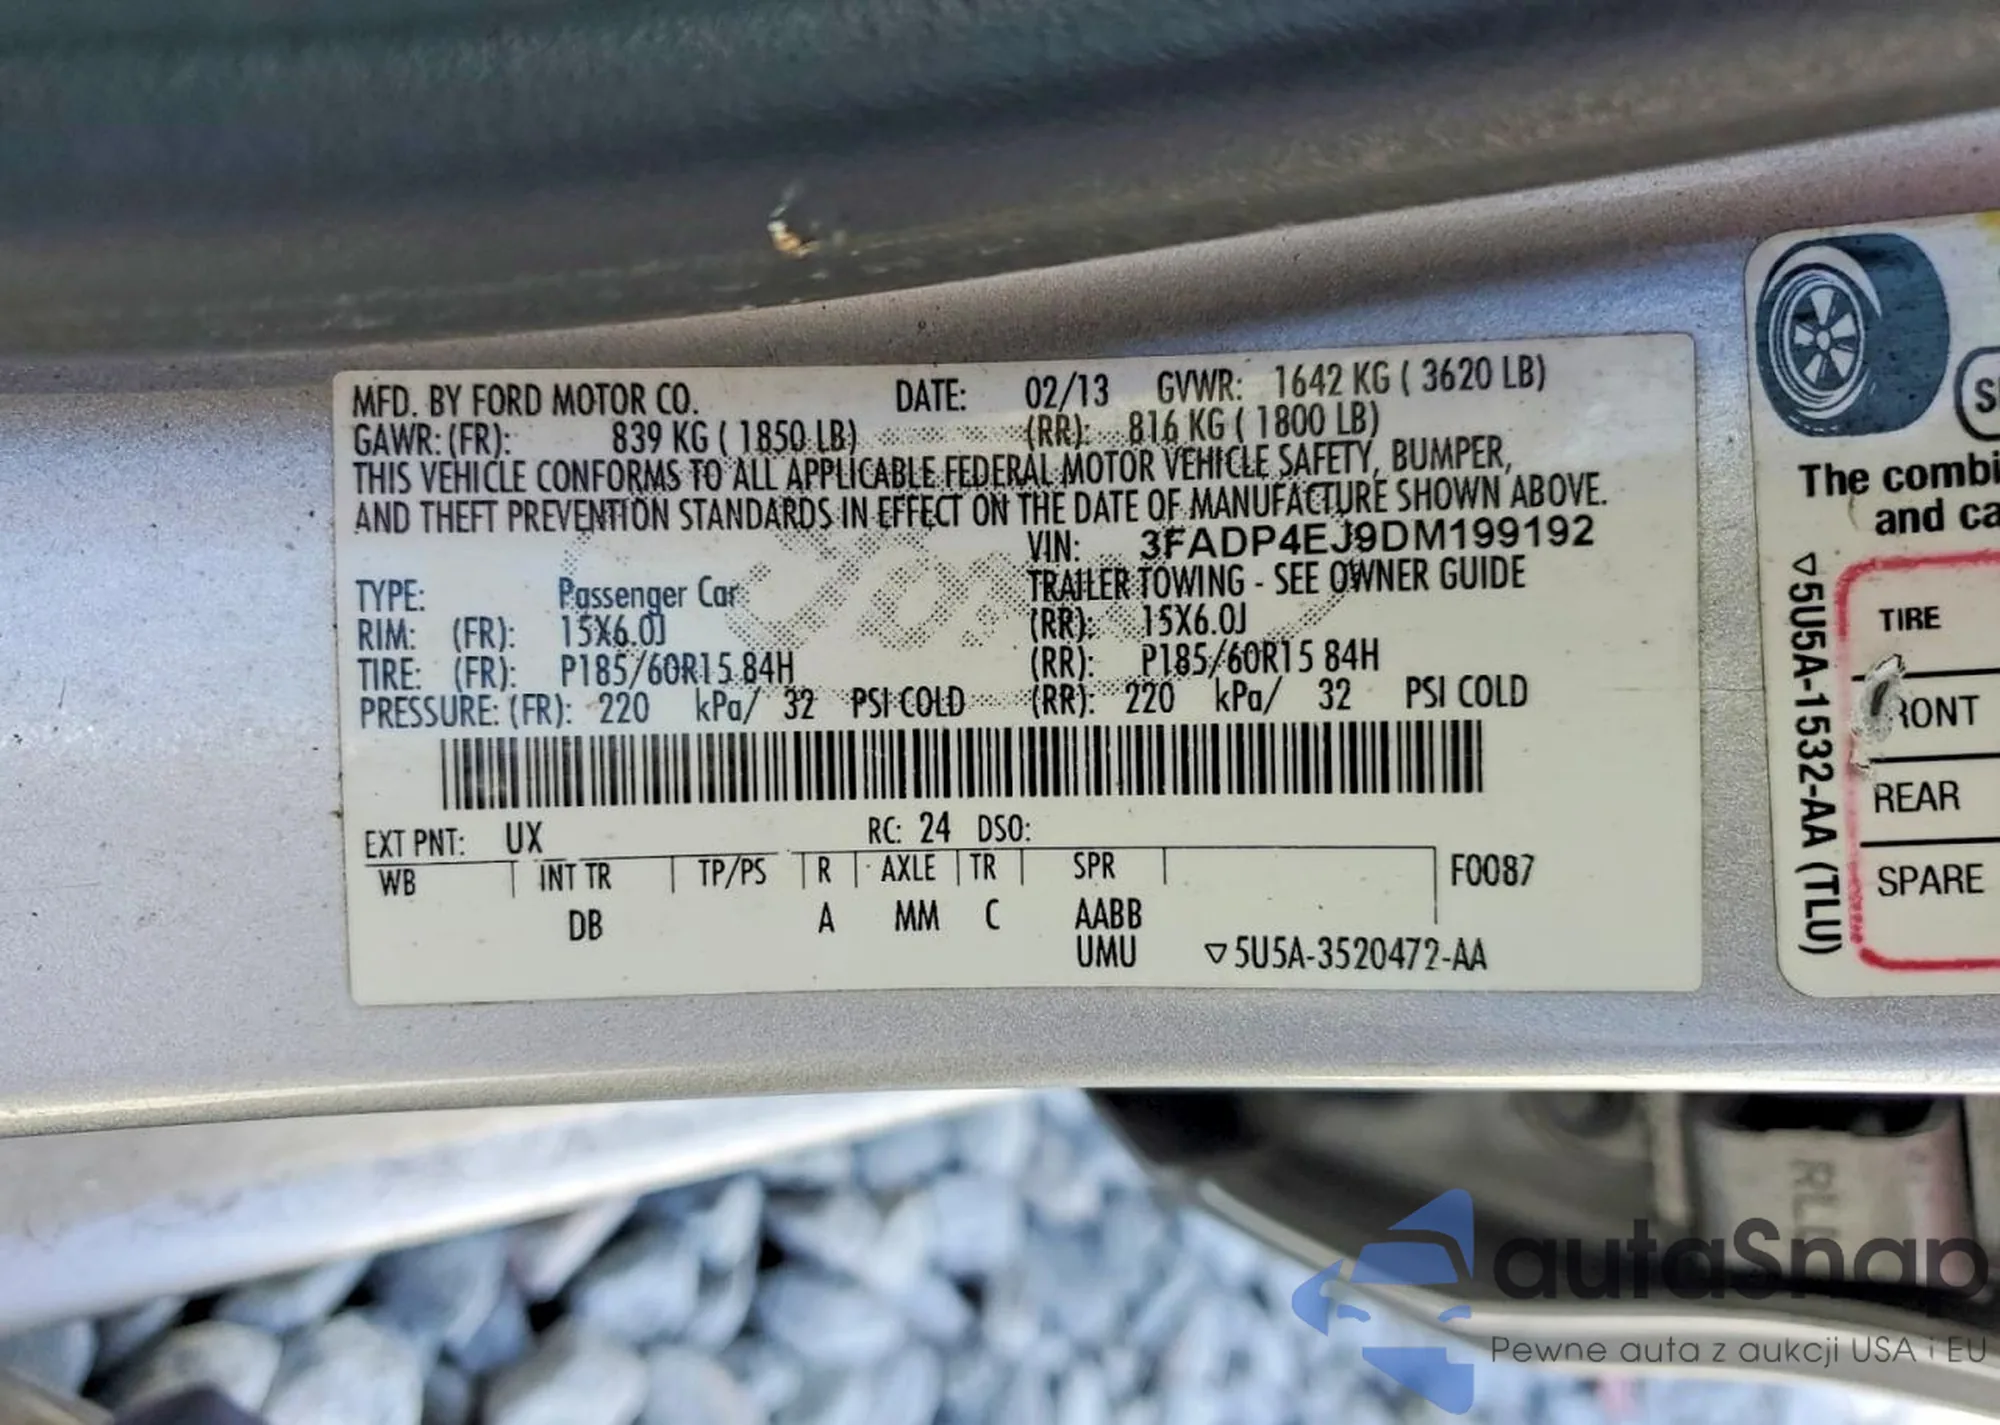 MFD. BY FORD MOTOR CO. DATE: 02/13 GVWR: 1642 KG ( 3620 LB)
GAWR: (FR): 839 KG ( 1850 LB) (RR): 816 KG ( 1800 LB)
THIS VEHICLE CONFORMS TO ALL APPLICABLE FEDERAL MOTOR VEHICLE SAFETY, BUMPER,
AND THEFT PREVENTION STANDARDS IN EFFECT ON THE DATE OF MANUFACTURE SHOWN ABOVE.
VIN: 3FADP4EJ9DM199192
TYPE: Passenger Car TRAILER TOWING - SEE OWNER GUIDE
RIM: (FR): 15X6.0J (RR): 15X6.0J
TIRE: (FR): P185/60R15 84H (RR): P185/60R15 84H
PRESSURE: (FR): 220 kPa/ 32 PSI COLD (RR): 220 kPa/ 32 PSI COLD
EXT PNT: UX RC: 24 DSO:
WB INT TR TP/PS R AXLE TR SPR F0087
DB A MM C AABB
UMU ▽5U5A-3520472-AA
The combi
and ca
▽5U5A-1532-AA (TLU)
TIRE
RONT
REAR
SPARE
autaSnap
Pewne auta z aukcji USA i EU